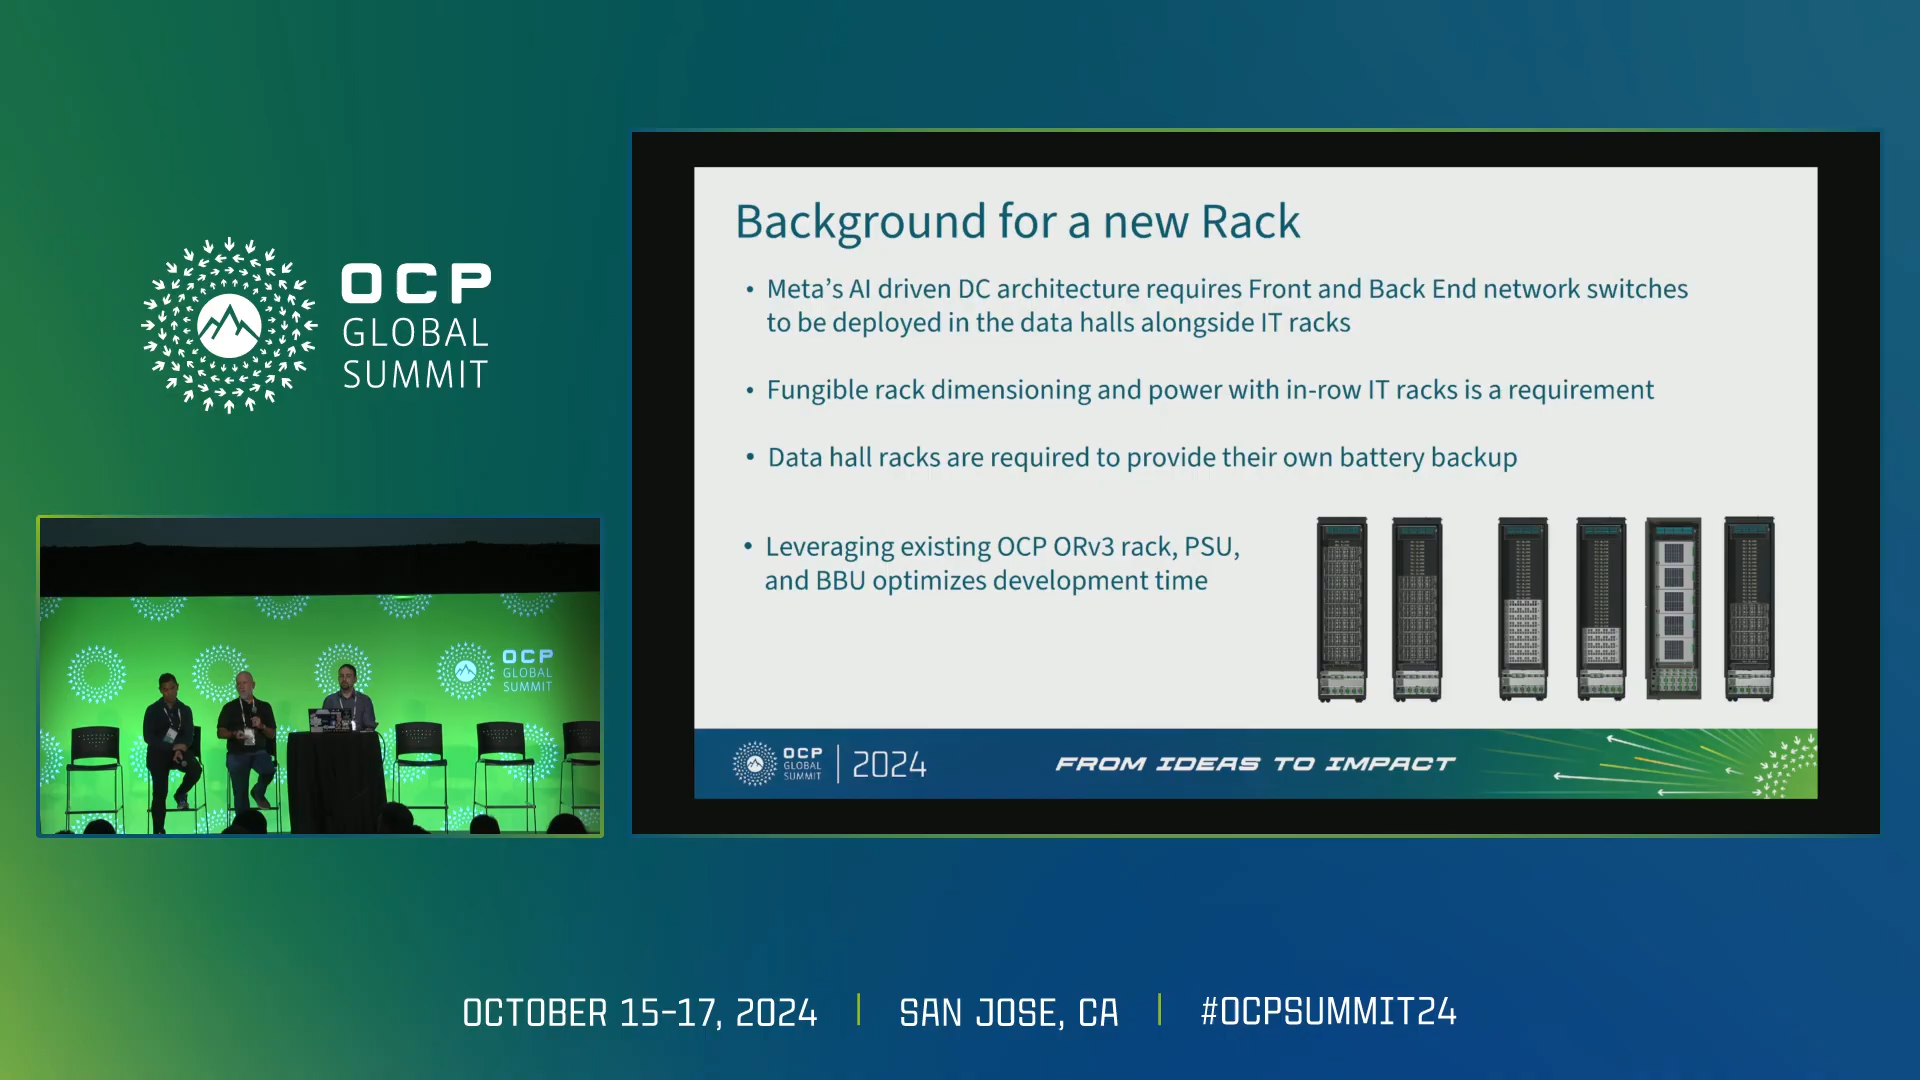 OCP
GLOBAL
SUMMIT
Background for a new Rack
• Meta's AI driven DC architecture requires Front and Back End network switches
to be deployed in the data halls alongside IT racks
• Fungible rack dimensioning and power with in-row IT racks is a requirement
• Data hall racks are required to provide their own battery backup
• Leveraging existing OCP ORv3 rack, PSU,
and BBU optimizes development time
OCP
GLOBAL
SUMMIT
2024
FROM IDEAS TO IMPACT
OCP
GLOBAL
SUMMIT
OCTOBER 15-17, 2024 | SAN JOSE, CA | #OCPSUMMIT24